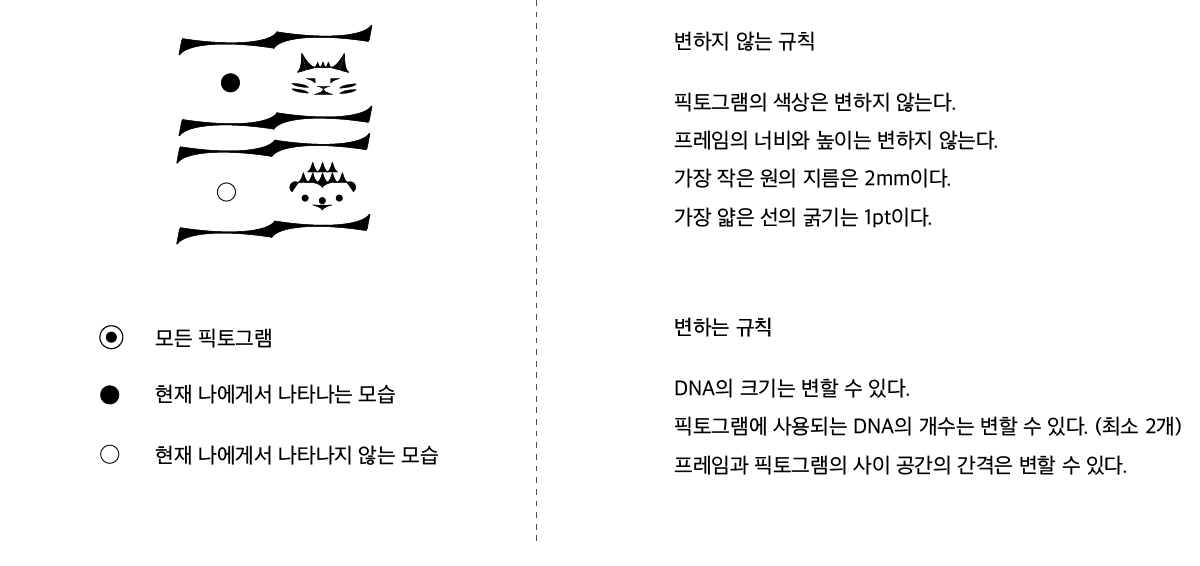 모든 픽토그램
현재 나에게서 나타나는 모습
현재 나에게서 나타나지 않는 모습
변하지 않는 규칙
픽토그램의 색상은 변하지 않는다.
프레임의 너비와 높이는 변하지 않는다.
가장 작은 원의 지름은 2mm이다.
가장 얇은 선의 굵기는 1pt이다.
변하는 규칙
DNA의 크기는 변할 수 있다.
픽토그램에 사용되는 DNA의 개수는 변할 수 있다. (최소 2개)
프레임과 픽토그램의 사이 공간의 간격은 변할 수 있다.